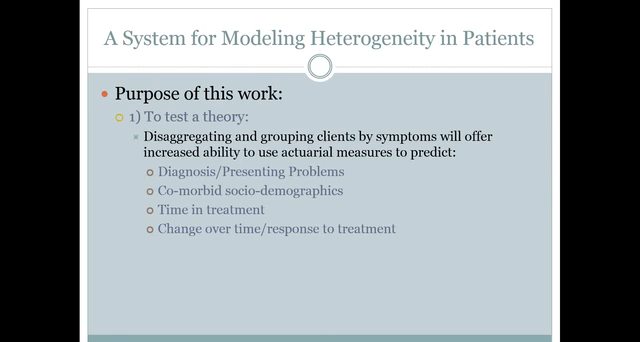 A System for Modeling Heterogeneity in Patients
Purpose of this work:
1) To test a theory:
Disaggregating and grouping clients by symptoms will offer
increased ability to use actuarial measures to predict:
Diagnosis/Presenting Problems
Co-morbid socio-demographics
Time in treatment
Change over time/response to treatment